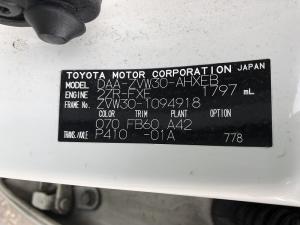 TOYOTA MOTOR CORPORATION JAPAN
MODEL DAA-ZVW30-AHXEB
ENGINE 2ZR-FXE 1797 mL
FRAME No. ZVW30-1094918
COLOR TRIM PLANT
070 FB60 A42
TRANS./AXLE P410 -01A 778